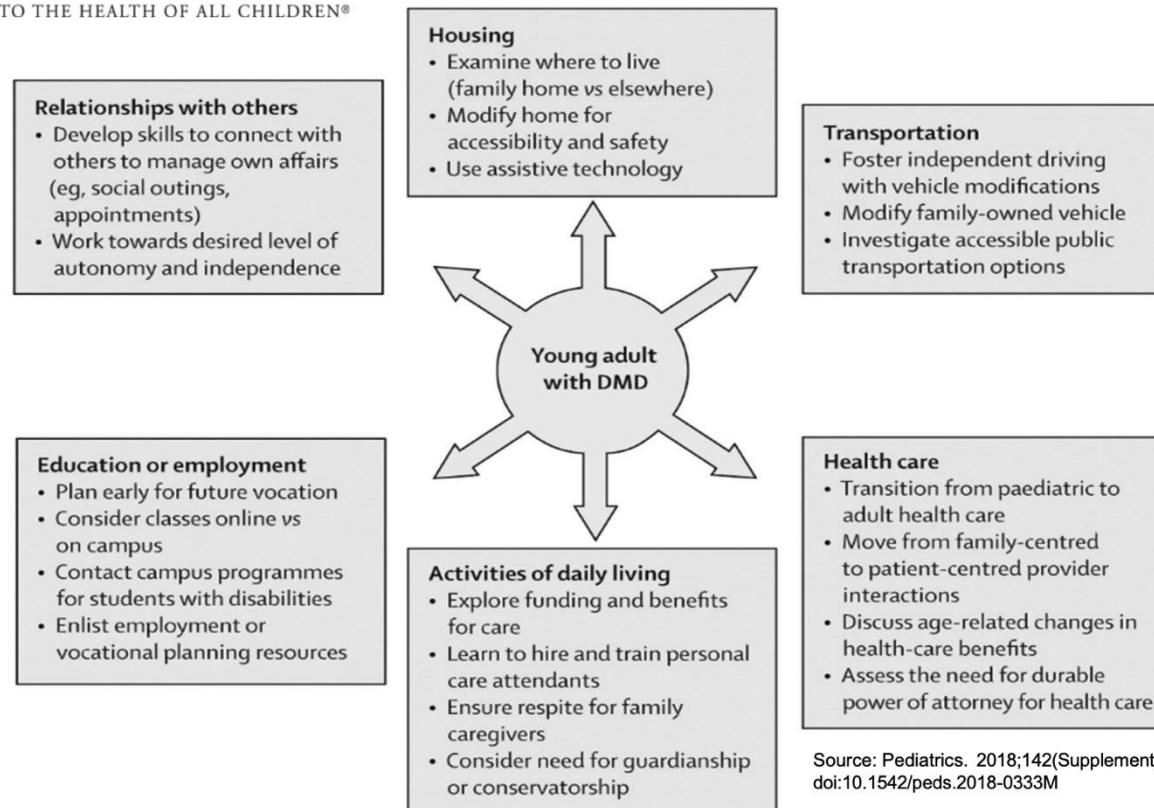 TO THE HEALTH OF ALL CHILDREN®
Housing
• Examine where to live
(family home vs elsewhere)
• Modify home for
accessibility and safety
• Use assistive technology
Relationships with others
• Develop skills to connect with
others to manage own affairs
(eg, social outings,
appointments)
• Work towards desired level of
autonomy and independence
Transportation
• Foster independent driving
with vehicle modifications
• Modify family-owned vehicle
• Investigate accessible public
transportation options
Young adult
with DMD
Education or employment
• Plan early for future vocation
• Consider classes online vs
on campus
• Contact campus programmes
for students with disabilities
• Enlist employment or
vocational planning resources
Activities of daily living
• Explore funding and benefits
for care
• Learn to hire and train personal
care attendants
• Ensure respite for family
caregivers
• Consider need for guardianship
or conservatorship
Health care
• Transition from paediatric to
adult health care
• Move from family-centred
to patient-centred provider
interactions
• Discuss age-related changes in
health-care benefits
• Assess the need for durable
power of attorney for health care
Source: Pediatrics. 2018;142(Supplement
doi:10.1542/peds.2018-0333M